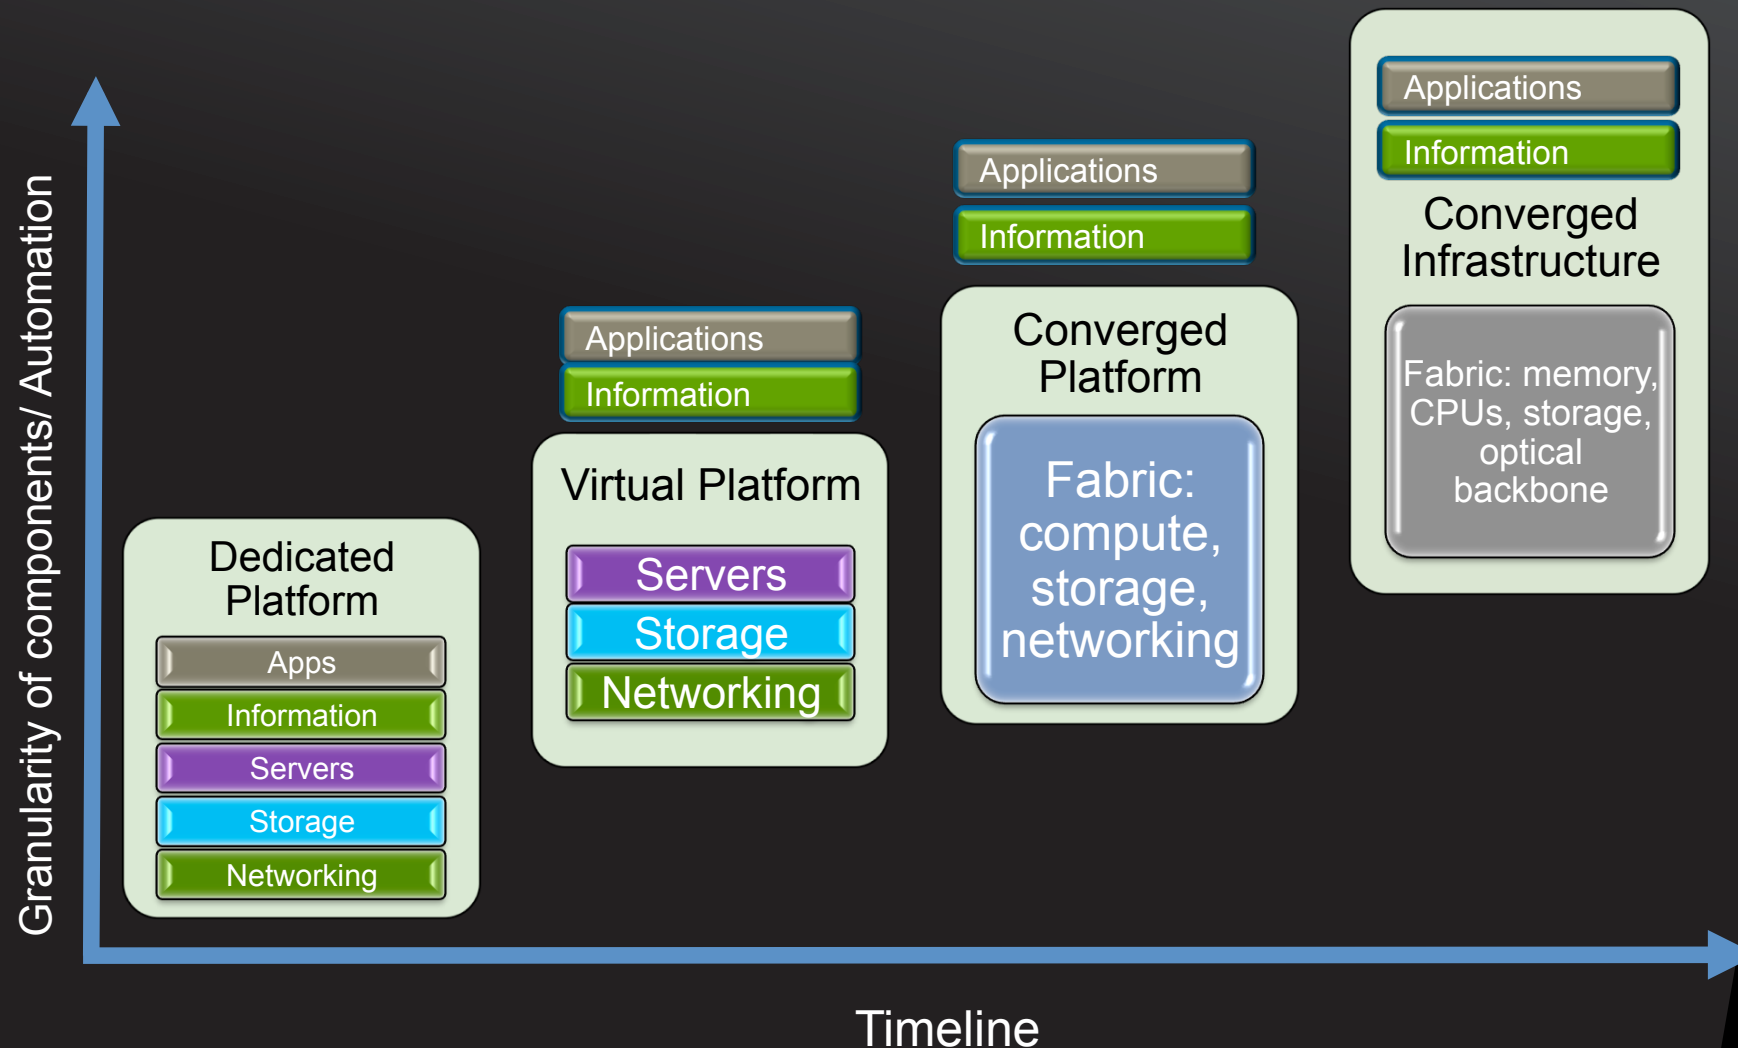 Granularity of components/ Automation
Dedicated
Platform
Apps
Information
Servers
Storage
Networking
Applications
Information
Virtual Platform
Servers
Storage
Networking
Applications
Information
Converged
Platform
Fabric:
compute,
storage,
networking
Applications
Information
Converged
Infrastructure
Fabric: memory,
CPUs, storage,
optical
backbone
Timeline